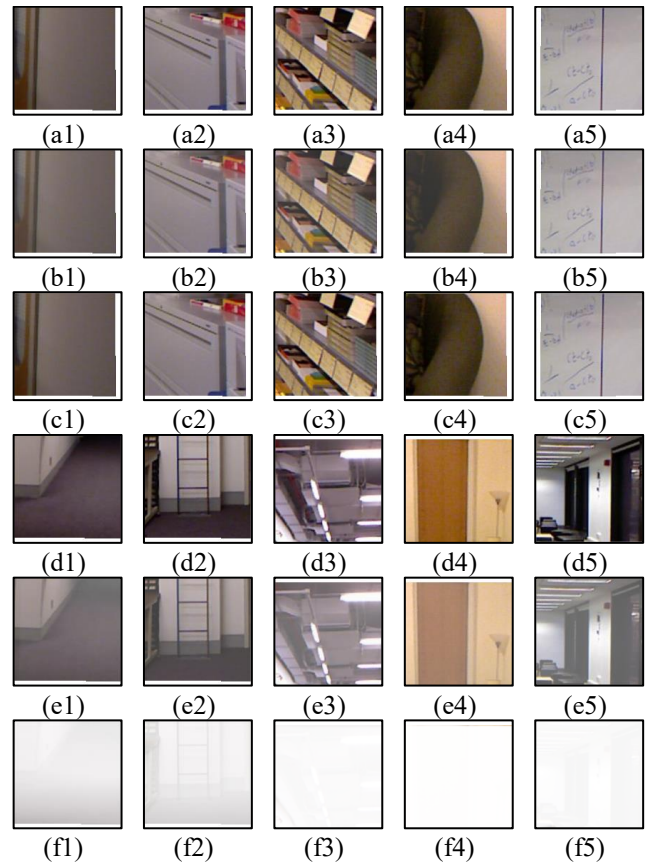 (a1) (a2) (a3) (a4) (a5)
(b1) (b2) (b3) (b4) (b5)
(c1) (c2) (c3) (c4) (c5)
(d1) (d2) (d3) (d4) (d5)
(e1) (e2) (e3) (e4) (e5)
(f1) (f2) (f3) (f4) (f5)